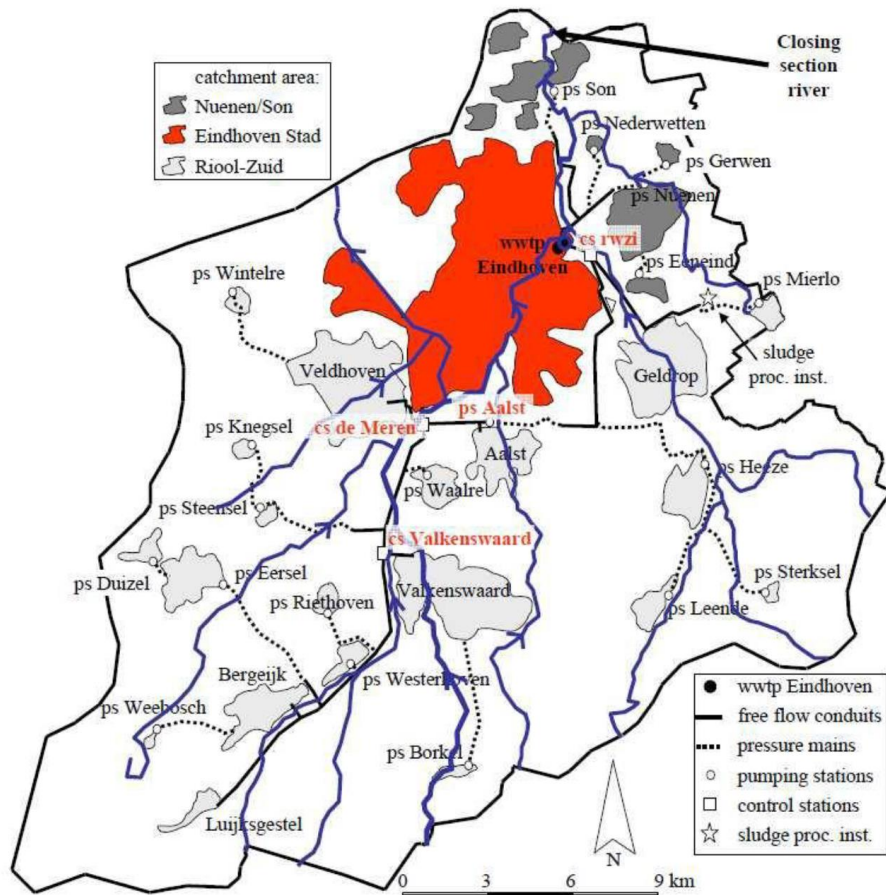 Closing
section
river
catchment area:
Nuenen/Son
Eindhoven Stad
Riool-Zuid
ps Son
ps Nederwetten
ps Gerwen
ps Nuenen
cs rwzi
wwtp
Eindhoven
ps Eeneind
ps Mierlo
ps Wintelre
sludge
proc. inst.
Veldhoven
Geldrop
ps Aalst
cs de Meren
ps Knegsel
Aalst
ps Heeze
ps Waalre
ps Steensel
cs Valkenswaard
ps Duizel
ps Eersel
ps Sterksel
Valkenswaard
ps Riethoven
ps Leende
Bergeijk
ps Westerhoven
ps Weebosch
ps Borkel
Luijksgestel
wwtp Eindhoven
free flow conduits
pressure mains
pumping stations
control stations
sludge proc. inst.
N
0 3 6 9 km